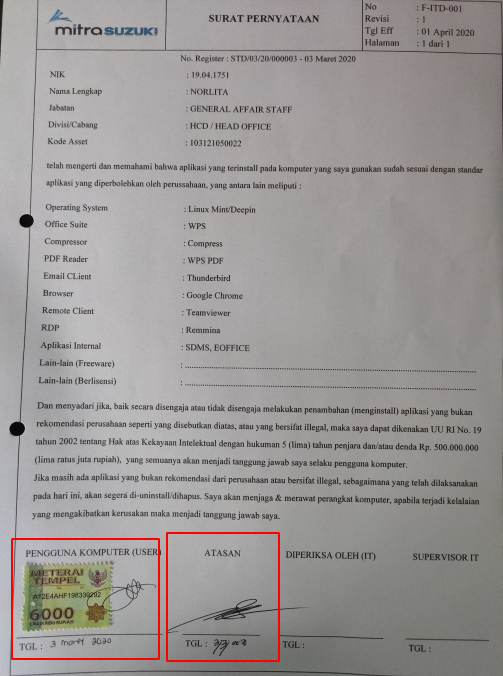 mitra SUZUKI
SURAT PERNYATAAN
No : F-ITD-001
Revisi : 1
Tgl Eff : 01 April 2020
Halaman : 1 dari 1
No. Register : STD/03/20/000003 - 03 Maret 2020
NIK : 19.04.1751
Nama Lengkap : NORLITA
Jabatan : GENERAL AFFAIR STAFF
Divisi/Cabang : HCD / HEAD OFFICE
Kode Asset : 103121050022
telah mengerti dan memahami bahwa aplikasi yang terinstall pada komputer yang saya gunakan sudah sesuai dengan standar
aplikasi yang diperbolehkan oleh perusahaan, yang antara lain meliputi :
Operating System : Linux Mint/Deepin
Office Suite : WPS
Compressor : Compress
PDF Reader : WPS PDF
Email CLient : Thunderbird
Browser : Google Chrome
Remote Client : Teamviewer
RDP : Remmina
Aplikasi Internal : SDMS, EOFFICE
Lain-lain (Freeware) :
Lain-lain (Berlisensi) :
Dan menyadari jika, baik secara disengaja atau tidak disengaja melakukan penambahan (menginstall) aplikasi yang bukan
rekomendasi perusahaan seperti yang disebutkan diatas, atau yang bersifat illegal, maka saya dapat dikenakan UU RI No. 19
tahun 2002 tentang Hak atas Kekayaan Intelektual dengan hukuman 5 (lima) tahun penjara dan/atau denda Rp. 500.000.000
(lima ratus juta rupiah), yang semuanya akan menjadi tanggung jawab saya selaku pengguna komputer.
Jika masih ada aplikasi yang bukan rekomendasi dari perusahaan atau bersifat illegal, sebagaimana yang telah dilaksanakan
pada hari ini, akan segera di-uninstall/dihapus. Saya akan menjaga & merawat perangkat komputer, apabila terjadi kelalaian
yang mengakibatkan kerusakan maka menjadi tanggung jawab saya.
PENGGUNA KOMPUTER (USER) ATASAN DIPERIKSA OLEH (IT) SUPERVISOR IT
METERAI
TEMPEL
6000
ENAM RIBU RUPIAH
TGL : 3 maret 2020 TGL : TGL : TGL :